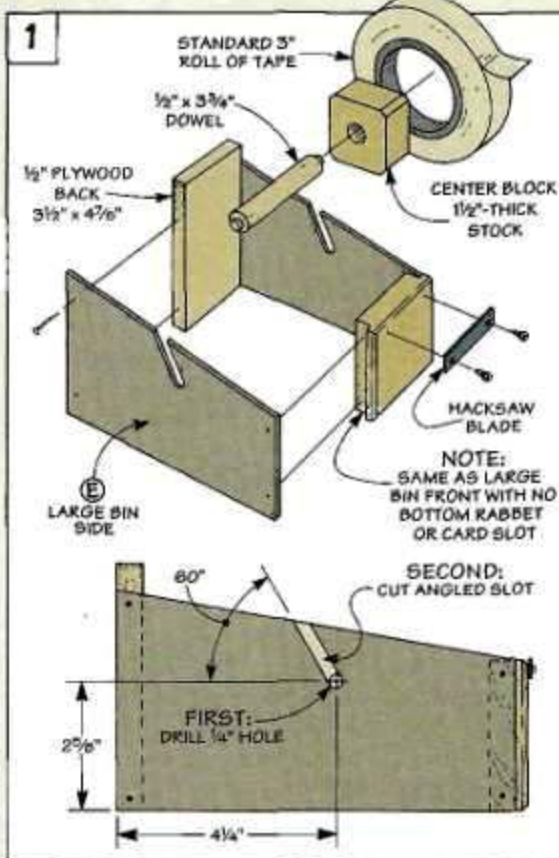 1
STANDARD 3"
ROLL OF TAPE
½" x 3¾"
DOWEL
½" PLYWOOD
BACK
3½" x 4⅞"
CENTER BLOCK
1½"-THICK
STOCK
HACKSAW
BLADE
NOTE:
SAME AS LARGE
BIN FRONT WITH NO
BOTTOM RABBET
OR CARD SLOT
E
LARGE BIN
SIDE
60°
SECOND:
CUT ANGLED SLOT
FIRST:
DRILL ¼" HOLE
2⅝"
4¼"